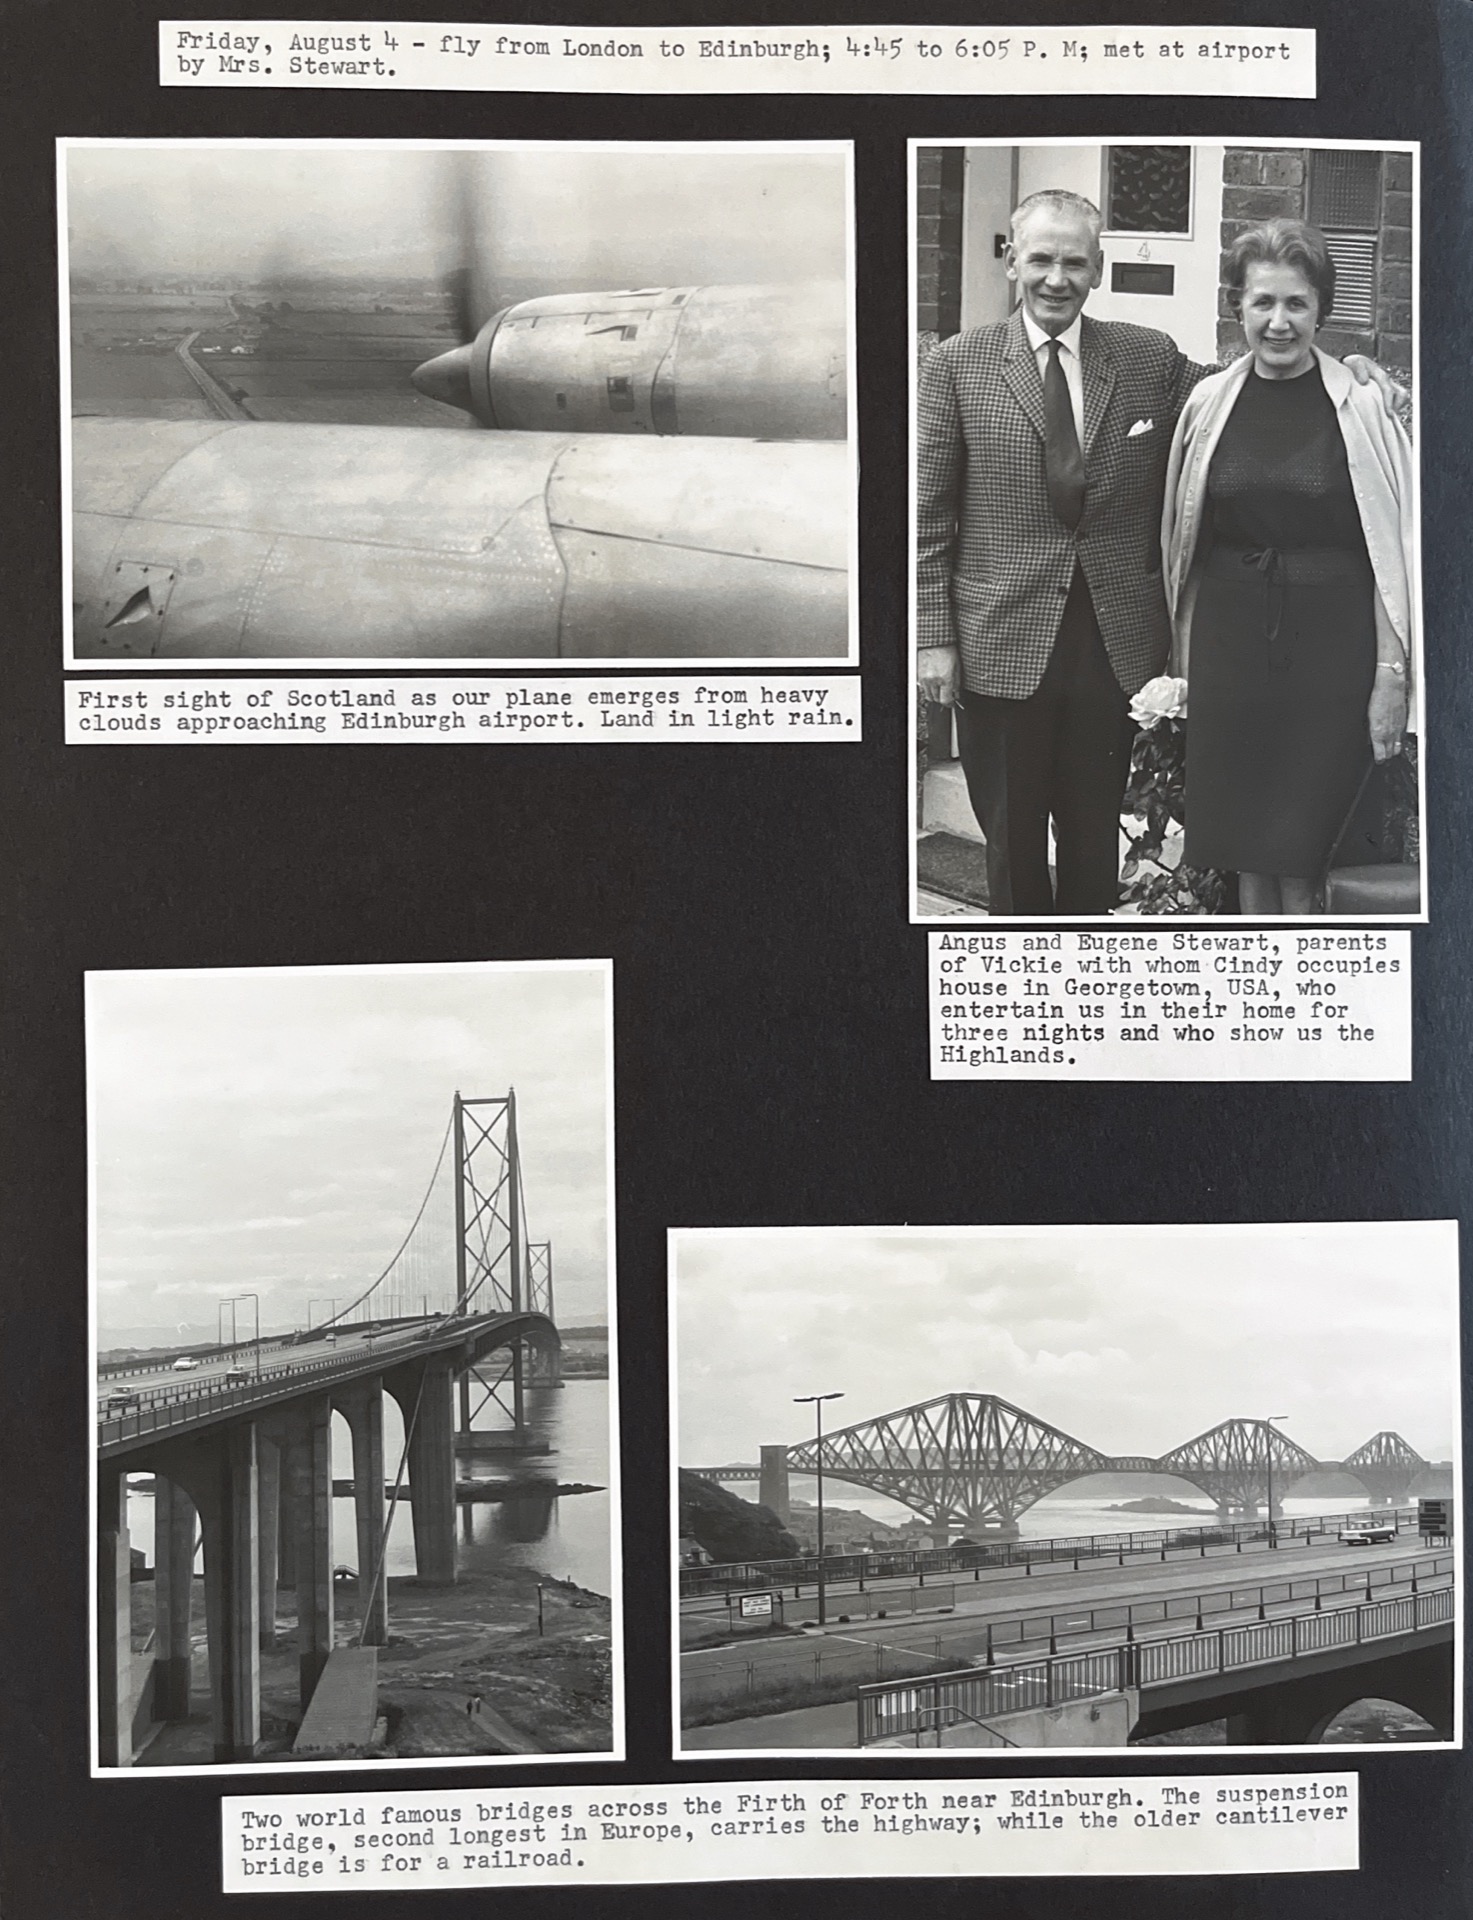 Friday, August 4 - fly from London to Edinburgh; 4:45 to 6:05 P. M; met at airport
by Mrs. Stewart.
4
First sight of Scotland as our plane emerges from heavy
clouds approaching Edinburgh airport. Land in light rain.
Angus and Eugene Stewart, parents
of Vickie with whom Cindy occupies
house in Georgetown, USA, who
entertain us in their home for
three nights and who show us the
Highlands.
Two world famous bridges across the Firth of Forth near Edinburgh. The suspension
bridge, second longest in Europe, carries the highway; while the older cantilever
bridge is for a railroad.